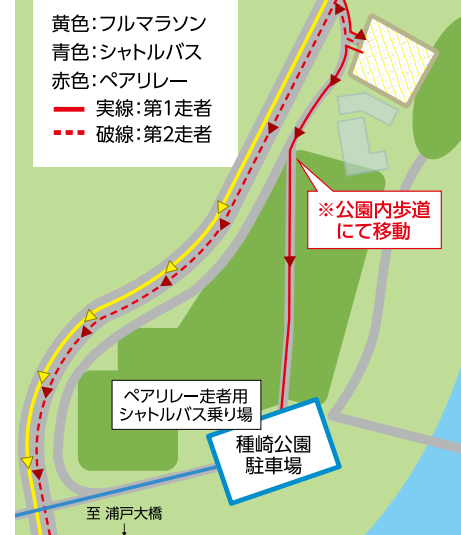 黄色：フルマラソン
青色：シャトルバス
赤色：ペアリレー
実線：第1走者
破線：第2走者
※公園内歩道
にて移動
ペアリレー走者用
シャトルバス乗り場
種崎公園
駐車場
至 浦戸大橋
↓